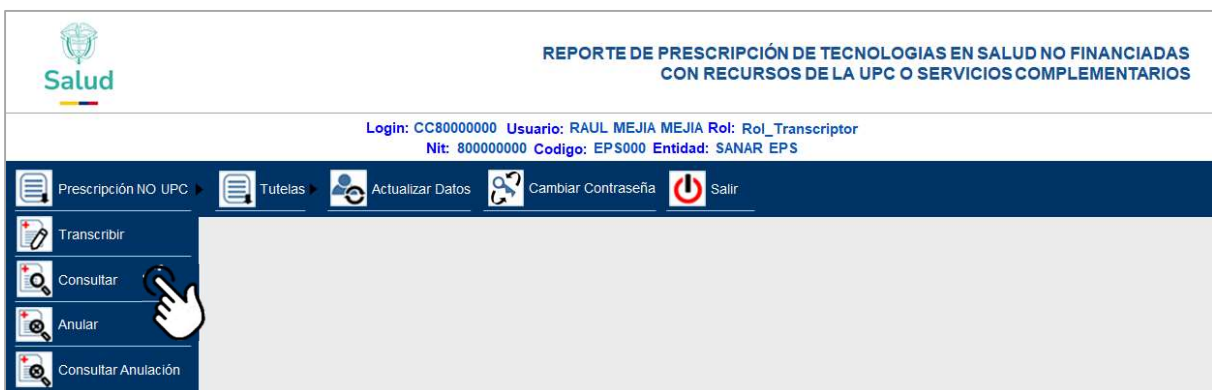 Salud
REPORTE DE PRESCRIPCIÓN DE TECNOLOGIAS EN SALUD NO FINANCIADAS
CON RECURSOS DE LA UPC O SERVICIOS COMPLEMENTARIOS
Login: CC80000000 Usuario: RAUL MEJIA MEJIA Rol: Rol_Transcriptor
Nit: 800000000 Codigo: EPS000 Entidad: SANAR EPS
Prescripción NO UPC Tutelas Actualizar Datos Cambiar Contraseña Salir
Transcribir
Consultar
Anular
Consultar Anulación